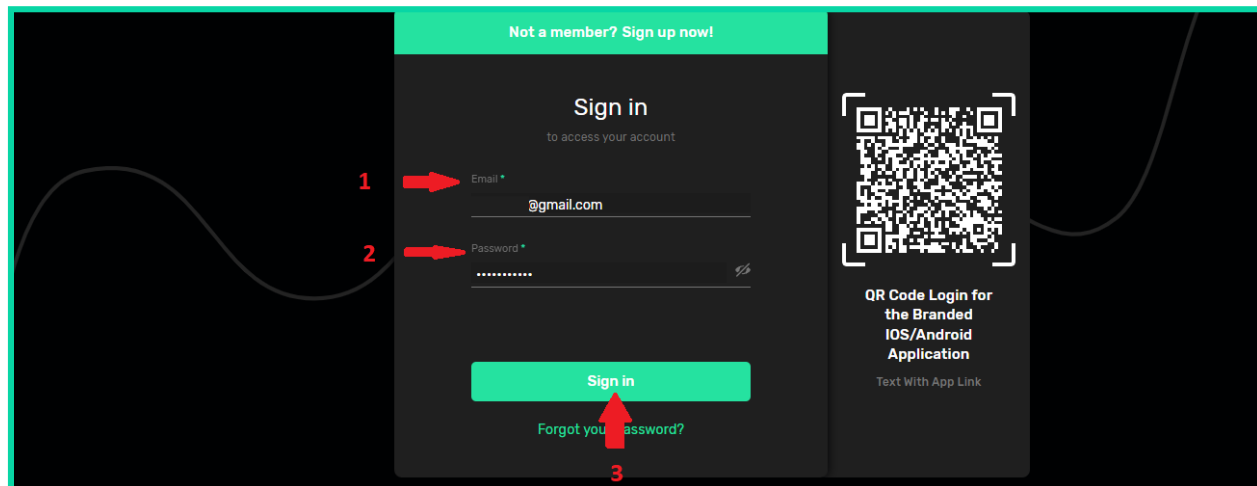 Not a member? Sign up now!
Sign in
to access your account
1
Email *
@gmail.com
2
Password *
•••••••••••
Sign in
Forgot your password?
3
QR Code Login for
the Branded
IOS/Android
Application
Text With App Link